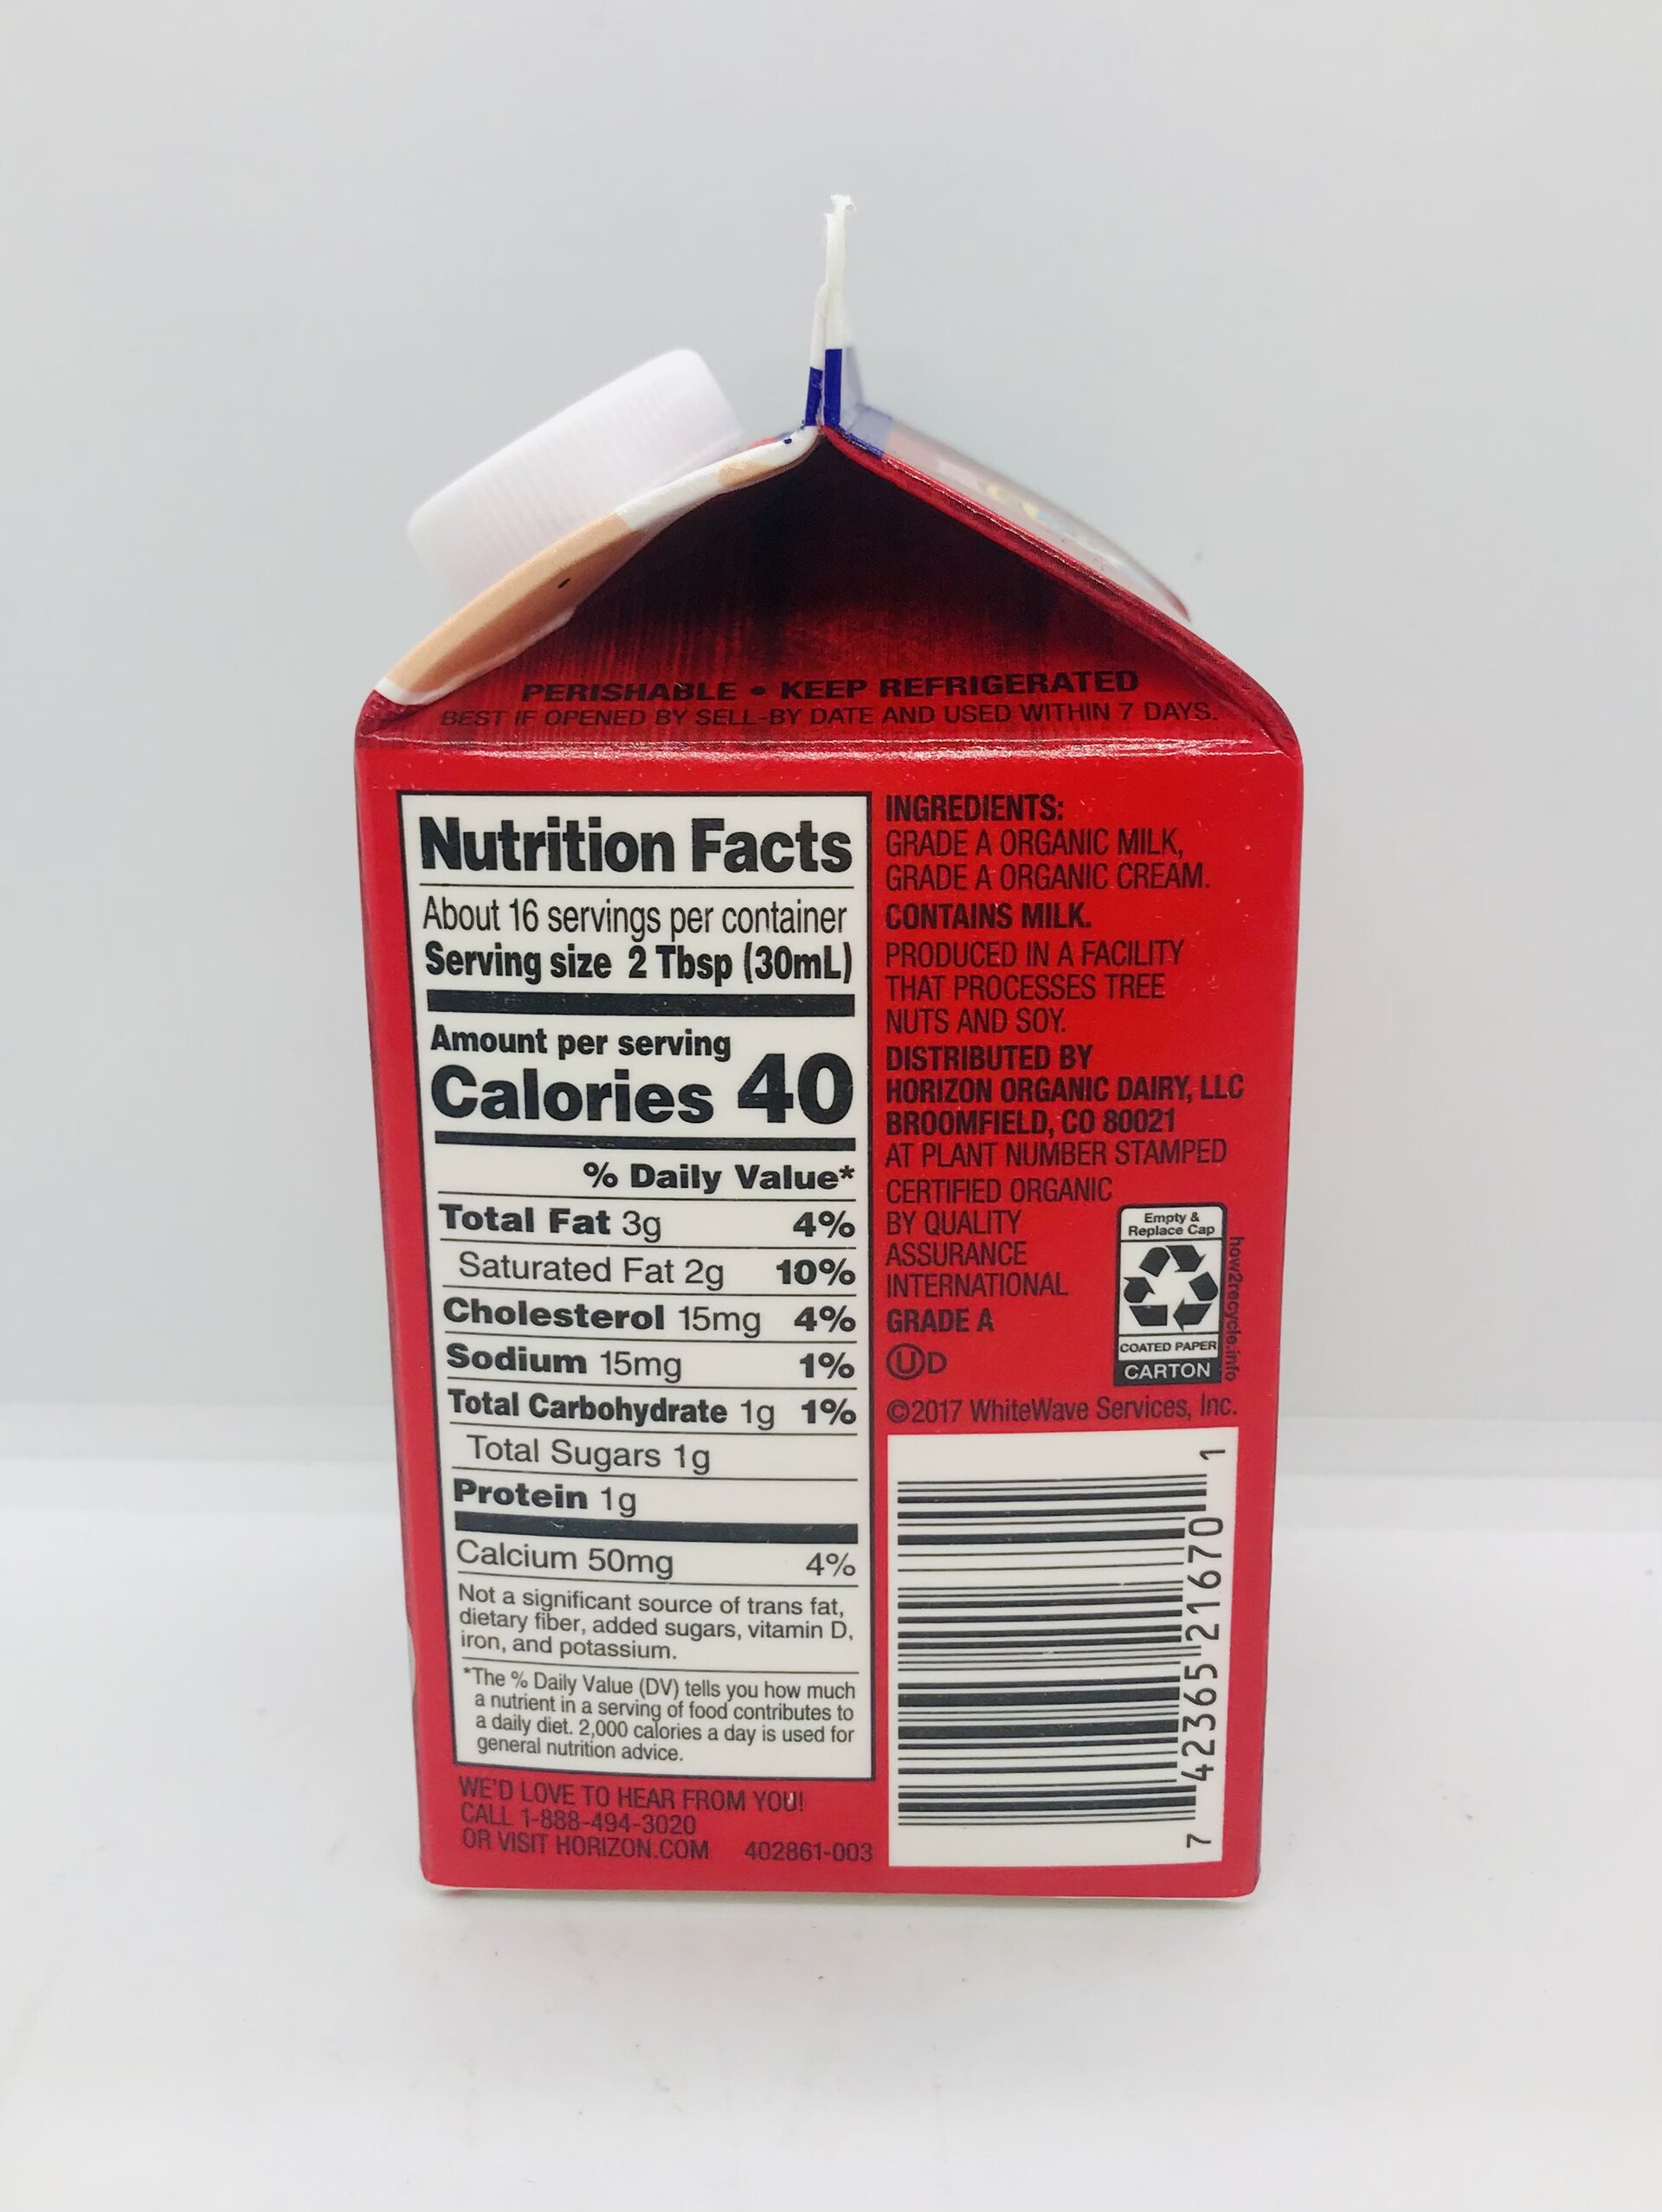 PERISHABLE • KEEP REFRIGERATED
BEST IF OPENED BY SELL-BY DATE AND USED WITHIN 7 DAYS.
Nutrition Facts
About 16 servings per container
Serving size 2 Tbsp (30mL)
Amount per serving
Calories 40
% Daily Value*
Total Fat 3g 4%
Saturated Fat 2g 10%
Cholesterol 15mg 4%
Sodium 15mg 1%
Total Carbohydrate 1g 1%
Total Sugars 1g
Protein 1g
Calcium 50mg 4%
Not a significant source of trans fat,
dietary fiber, added sugars, vitamin D,
iron, and potassium.
*The % Daily Value (DV) tells you how much
a nutrient in a serving of food contributes to
a daily diet. 2,000 calories a day is used for
general nutrition advice.
WE'D LOVE TO HEAR FROM YOU!
CALL 1-888-494-3020
OR VISIT HORIZON.COM 402861-003
INGREDIENTS:
GRADE A ORGANIC MILK,
GRADE A ORGANIC CREAM.
CONTAINS MILK.
PRODUCED IN A FACILITY
THAT PROCESSES TREE
NUTS AND SOY.
DISTRIBUTED BY
HORIZON ORGANIC DAIRY, LLC
BROOMFIELD, CO 80021
AT PLANT NUMBER STAMPED
CERTIFIED ORGANIC
BY QUALITY
ASSURANCE
INTERNATIONAL
GRADE A
ⓊD
Empty &
Replace Cap
COATED PAPER
CARTON
how2recycle.info
©2017 WhiteWave Services, Inc.
7 42365 21670 1